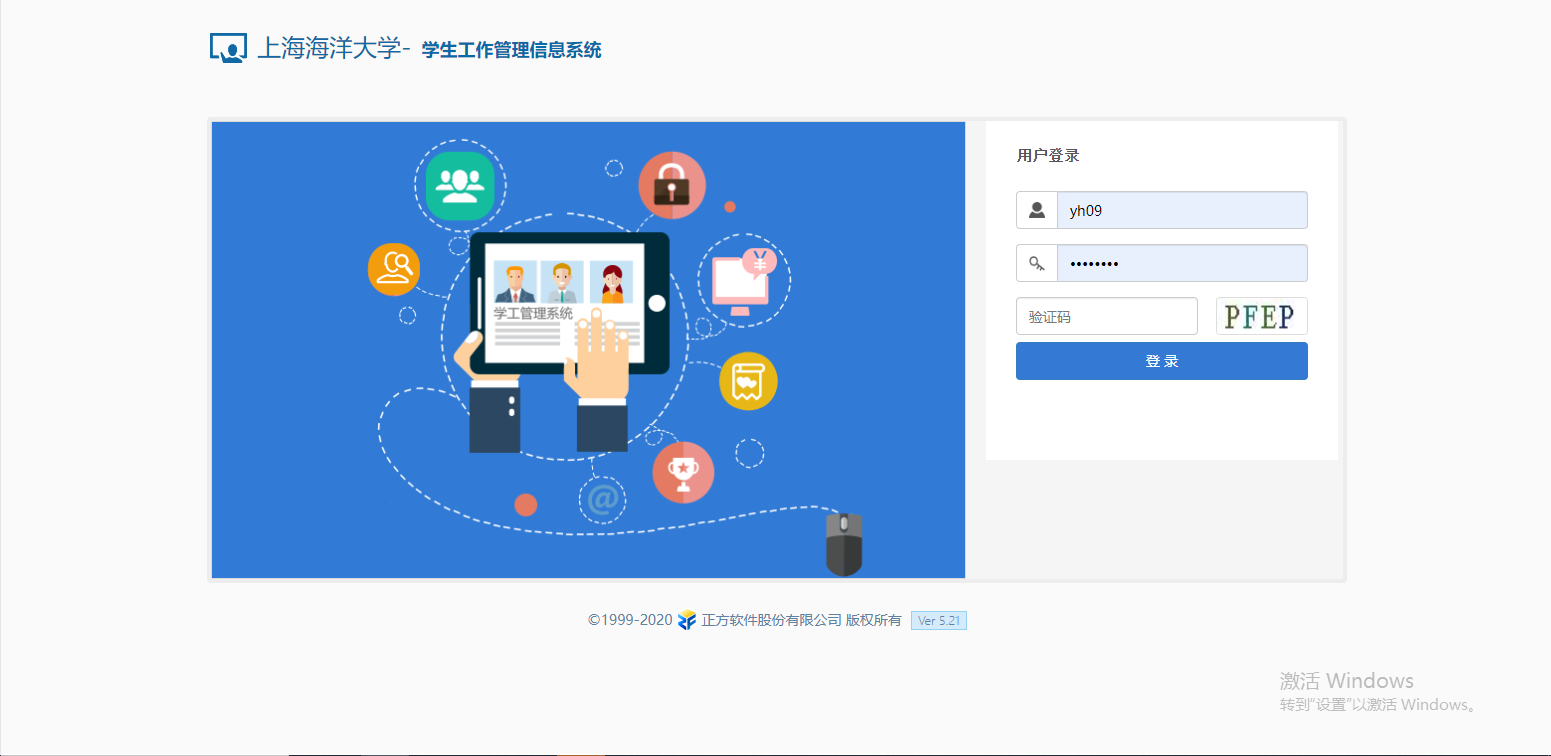 上海海洋大学- 学生工作管理信息系统
用户登录
yh09
••••••••
验证码
PFEP
登 录
学工管理系统
@
©1999-2020 正方软件股份有限公司 版权所有 Ver 5.21
激活 Windows
转到"设置"以激活 Windows。